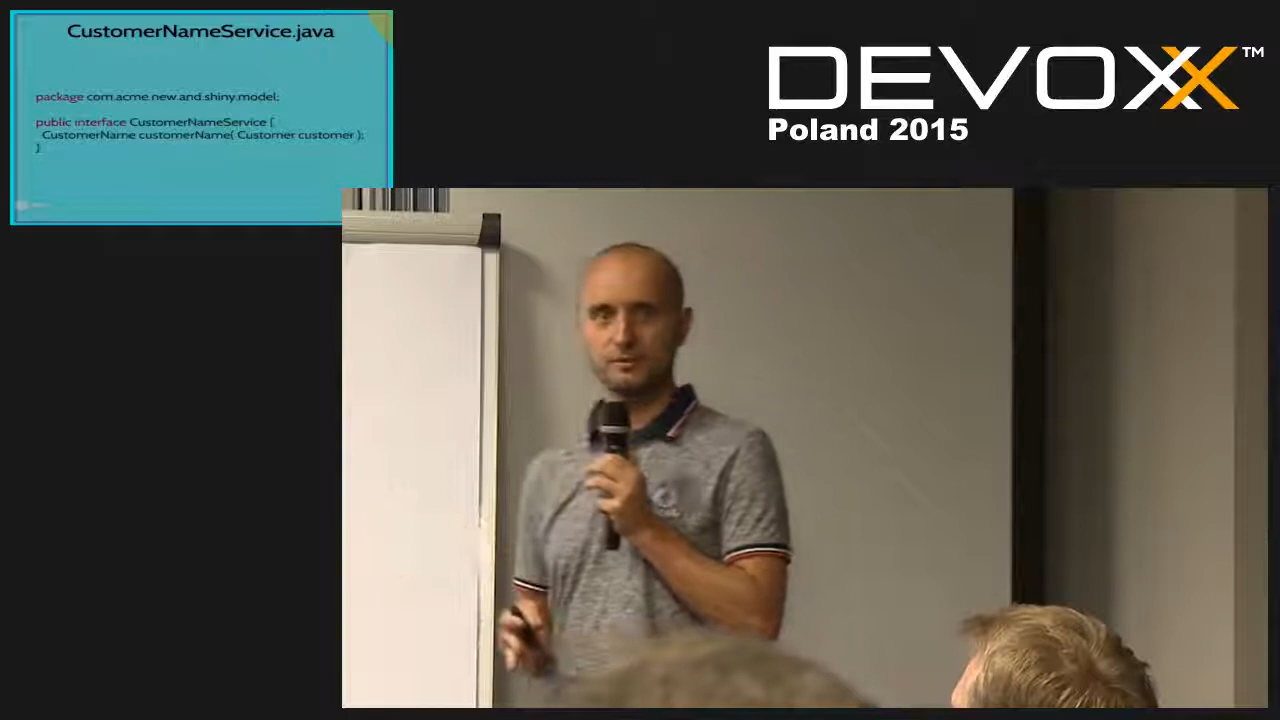 CustomerNameService.java
package com.acme.new.and.shiny.model;
public interface CustomerNameService {
CustomerName customerName( Customer customer );
}
DEVOXX™
Poland 2015